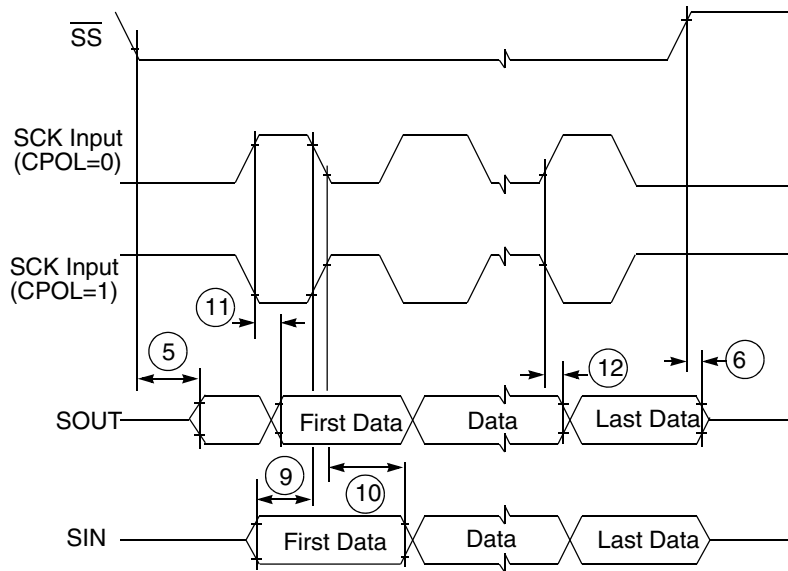 SS
SCK Input
(CPOL=0)
SCK Input
(CPOL=1)
11
5
12
6
SOUT
First Data
Data
Last Data
9
10
SIN
First Data
Data
Last Data